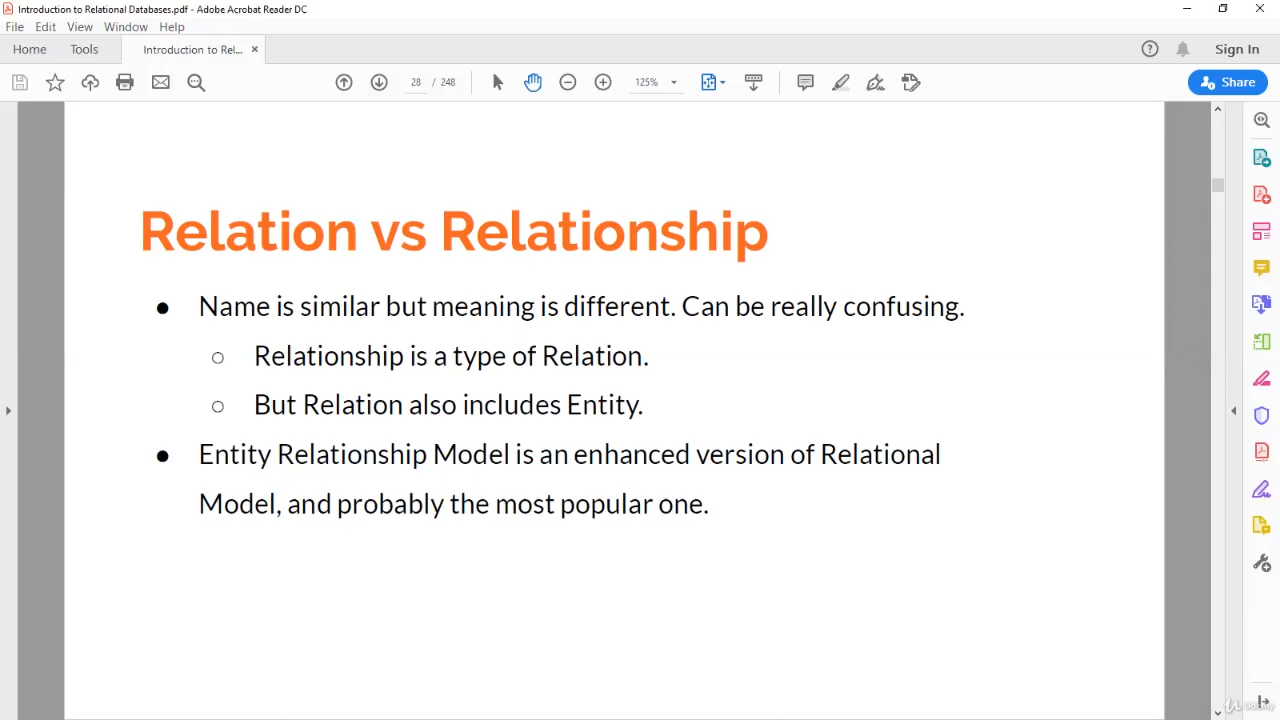 Introduction to Relational Databases.pdf - Adobe Acrobat Reader DC
File Edit View Window Help
Home Tools Introduction to Rel... × Sign In
28 / 248 125% Share
Relation vs Relationship
● Name is similar but meaning is different. Can be really confusing.
○ Relationship is a type of Relation.
○ But Relation also includes Entity.
● Entity Relationship Model is an enhanced version of Relational
Model, and probably the most popular one.
Udemy